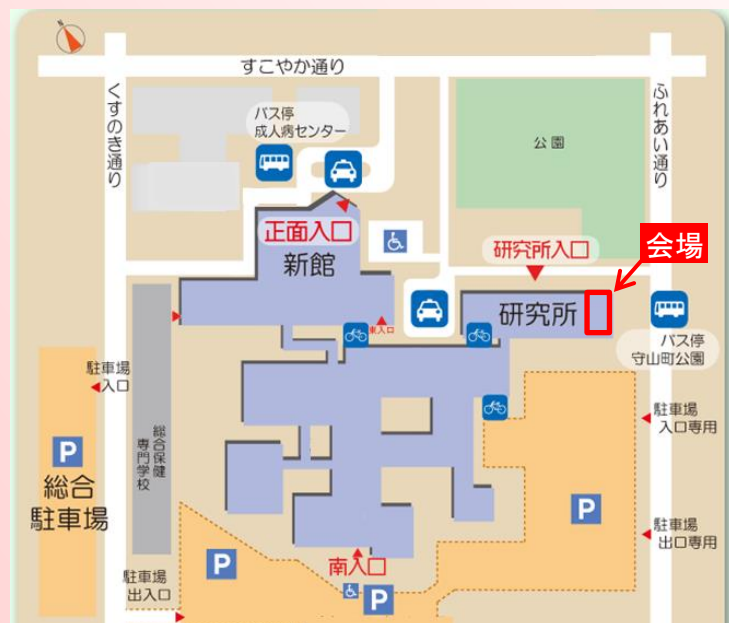 すこやか通り
くすのき通り
ふれあい通り
バス停
成人病センター
公園
正面入口
新館
研究所入口
会場
研究所
東入口
バス停
守山町公園
駐車場
入口
駐車場
入口専用
P
総合
駐車場
総合保健
専門学校
P
駐車場
出口専用
南入口
P
P
駐車場
出入口